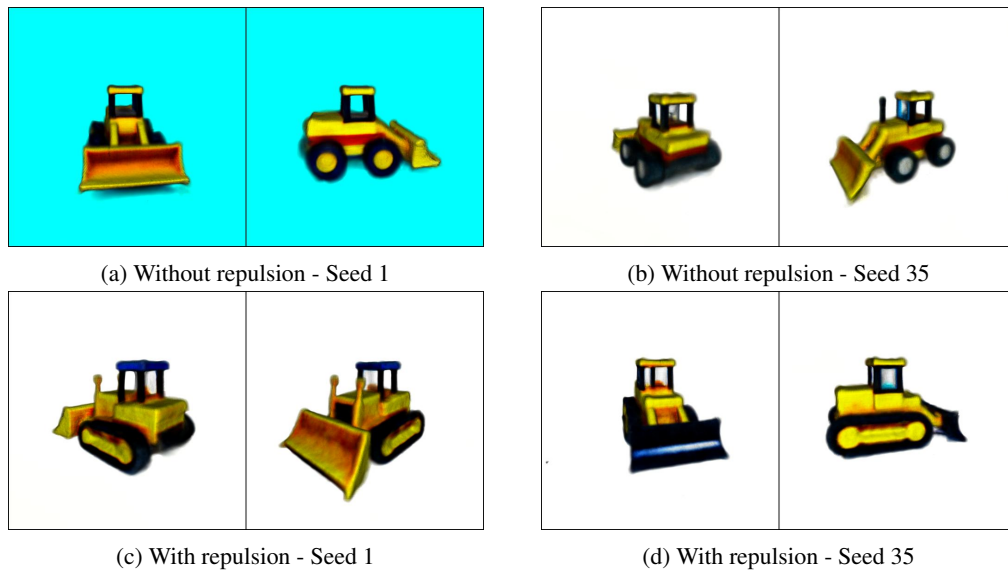 (a) Without repulsion - Seed 1
(b) Without repulsion - Seed 35
(c) With repulsion - Seed 1
(d) With repulsion - Seed 35